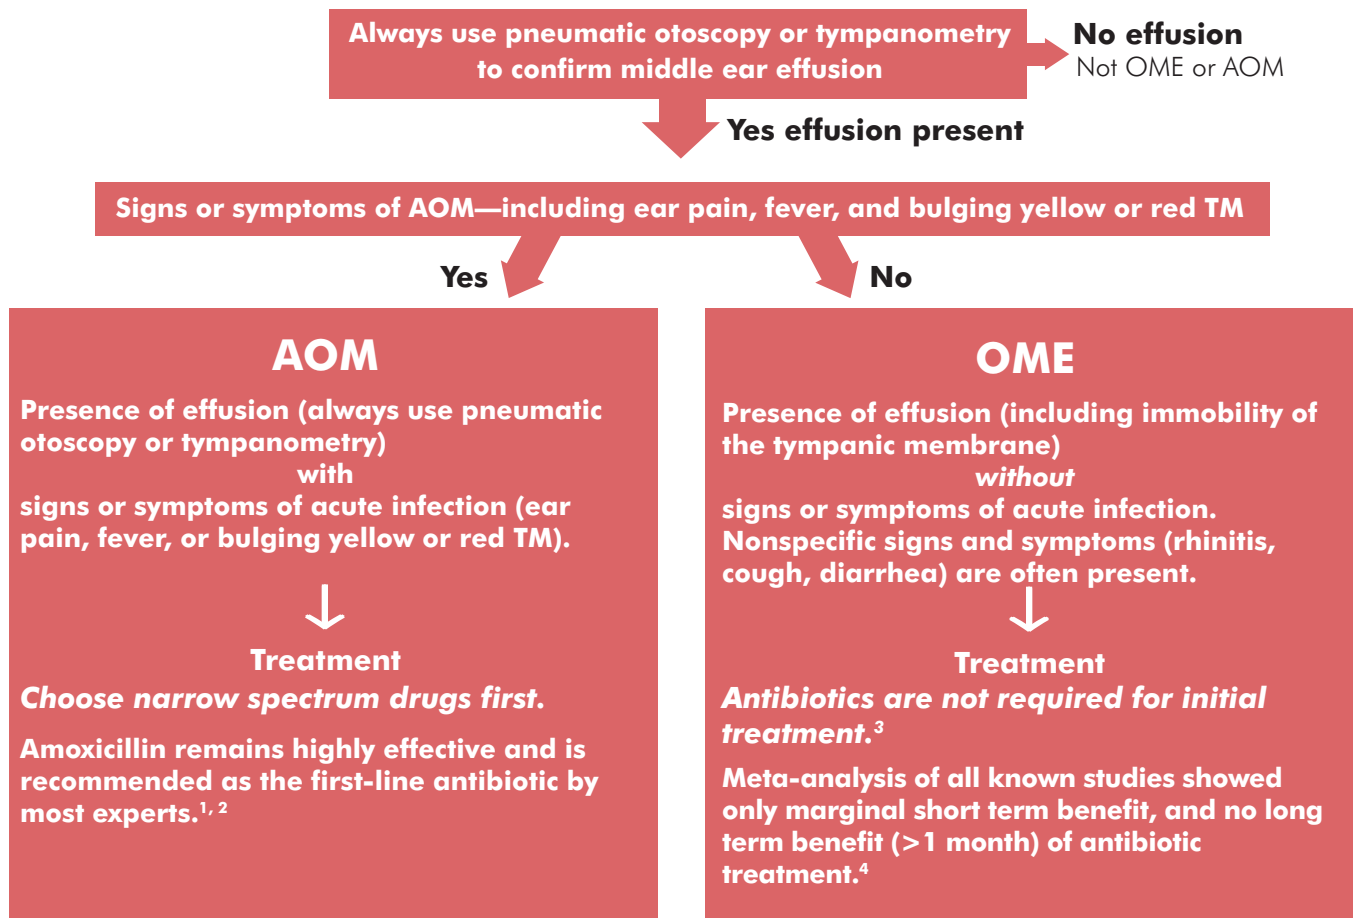 Always use pneumatic otoscopy or tympanometry
to confirm middle ear effusion
No effusion
Not OME or AOM
Yes effusion present
Signs or symptoms of AOM—including ear pain, fever, and bulging yellow or red TM
Yes
No
AOM
Presence of effusion (always use pneumatic
otoscopy or tympanometry)
with
signs or symptoms of acute infection (ear
pain, fever, or bulging yellow or red TM).
Treatment
Choose narrow spectrum drugs first.
Amoxicillin remains highly effective and is
recommended as the first-line antibiotic by
most experts.1, 2
OME
Presence of effusion (including immobility of
the tympanic membrane)
without
signs or symptoms of acute infection.
Nonspecific signs and symptoms (rhinitis,
cough, diarrhea) are often present.
Treatment
Antibiotics are not required for initial
treatment.3
Meta-analysis of all known studies showed
only marginal short term benefit, and no long
term benefit (>1 month) of antibiotic
treatment.4